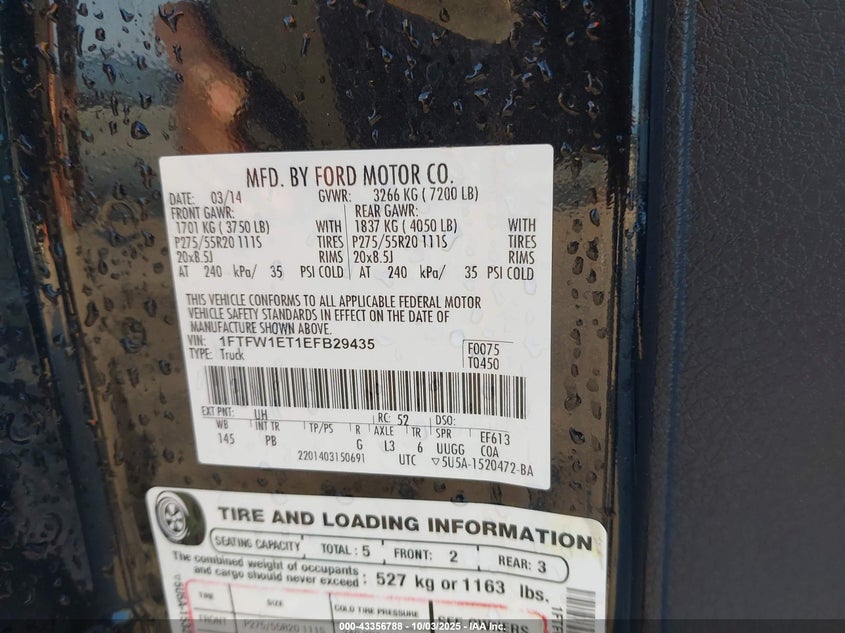 MFD. BY FORD MOTOR CO.
DATE: 03/14 GVWR: 3266 KG ( 7200 LB)
FRONT GAWR: REAR GAWR:
1701 KG ( 3750 LB) WITH 1837 KG ( 4050 LB) WITH
P275/55R20 111S TIRES P275/55R20 111S TIRES
20x8.5J RIMS 20x8.5J RIMS
AT 240 kPa/ 35 PSI COLD AT 240 kPa/ 35 PSI COLD
THIS VEHICLE CONFORMS TO ALL APPLICABLE FEDERAL MOTOR
VEHICLE SAFETY STANDARDS IN EFFECT ON THE DATE OF
MANUFACTURE SHOWN ABOVE.
VIN: 1FTFW1ET1EFB29435 F0075
TYPE: Truck T0450
EXT PNT: UH RC: 52 DSO:
WB INT TR TP/PS R AXLE TR SPR EF613
145 PB G L3 6 UUGG COA
2201403150691 UTC ▽5U5A-1520472-BA
TIRE AND LOADING INFORMATION
SEATING CAPACITY TOTAL : 5 FRONT: 2 REAR: 3
The combined weight of occupants
and cargo should never exceed : 527 kg or 1163 lbs.
TIRE SIZE COLD TIRE PRESSURE SEE OWNERS
FRONT P275/55R20 111S
000-43356788 - 10/03/2025 - IAA Inc.